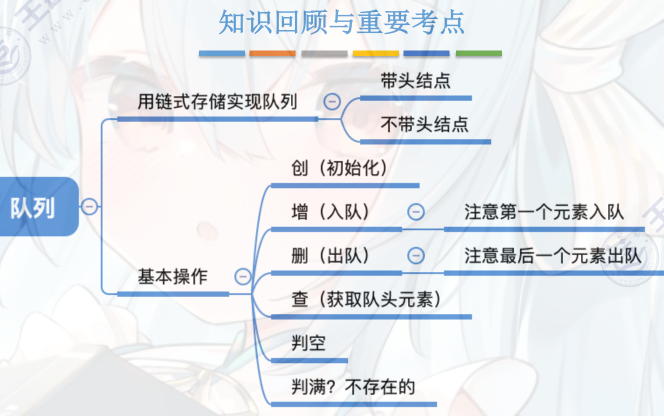 知识回顾与重要考点
队列
用链式存储实现队列
带头结点
不带头结点
基本操作
创（初始化）
增（入队）
注意第一个元素入队
删（出队）
注意最后一个元素出队
查（获取队头元素）
判空
判满？不存在的